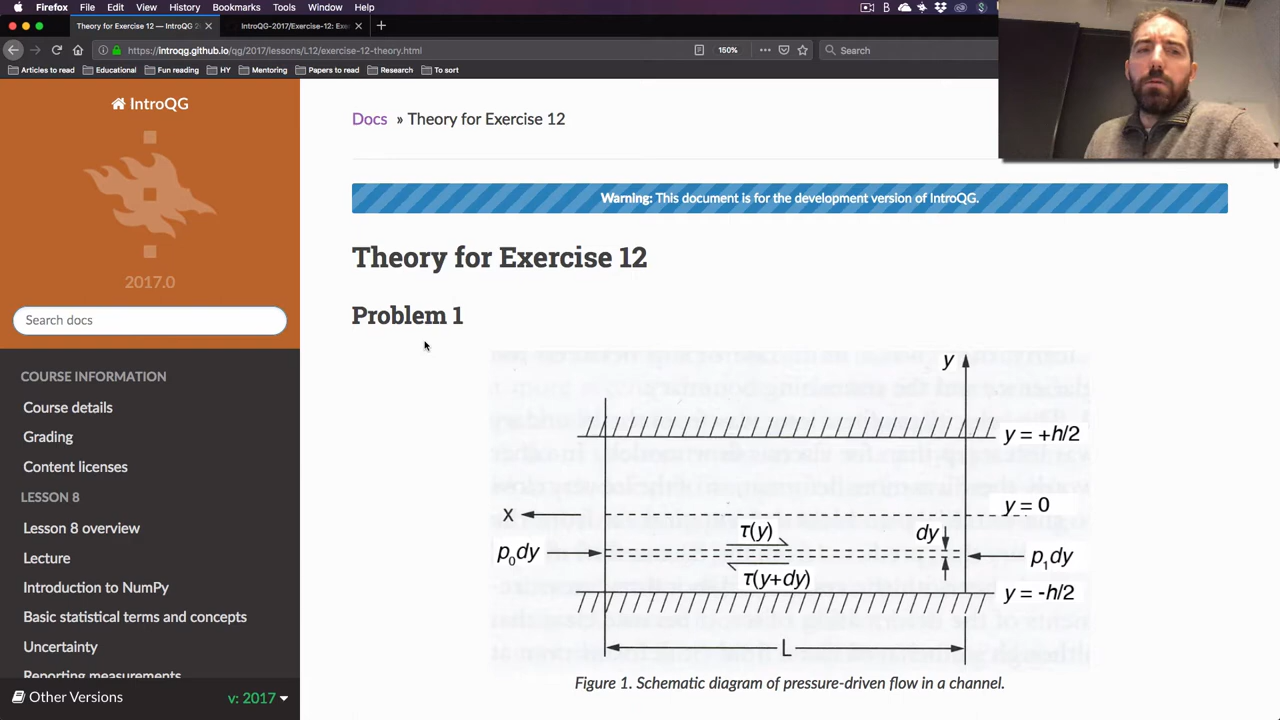 Firefox File Edit View History Bookmarks Tools Window Help
Theory for Exercise 12 — IntroQG 2
IntroQG-2017/Exercise-12: Exe
https://introqg.github.io/qg/2017/lessons/L12/exercise-12-theory.html
150%
Search
Articles to read Educational Fun reading HY Mentoring Papers to read Research To sort
IntroQG
2017.0
Search docs
COURSE INFORMATION
Course details
Grading
Content licenses
LESSON 8
Lesson 8 overview
Lecture
Introduction to NumPy
Basic statistical terms and concepts
Uncertainty
Reporting measurements
Other Versions
v: 2017
Docs » Theory for Exercise 12
Warning: This document is for the development version of IntroQG.
Theory for Exercise 12
Problem 1
y
y = +h/2
y = 0
x
τ(y)
dy
p₀dy
p₁dy
τ(y+dy)
y = -h/2
L
Figure 1. Schematic diagram of pressure-driven flow in a channel.